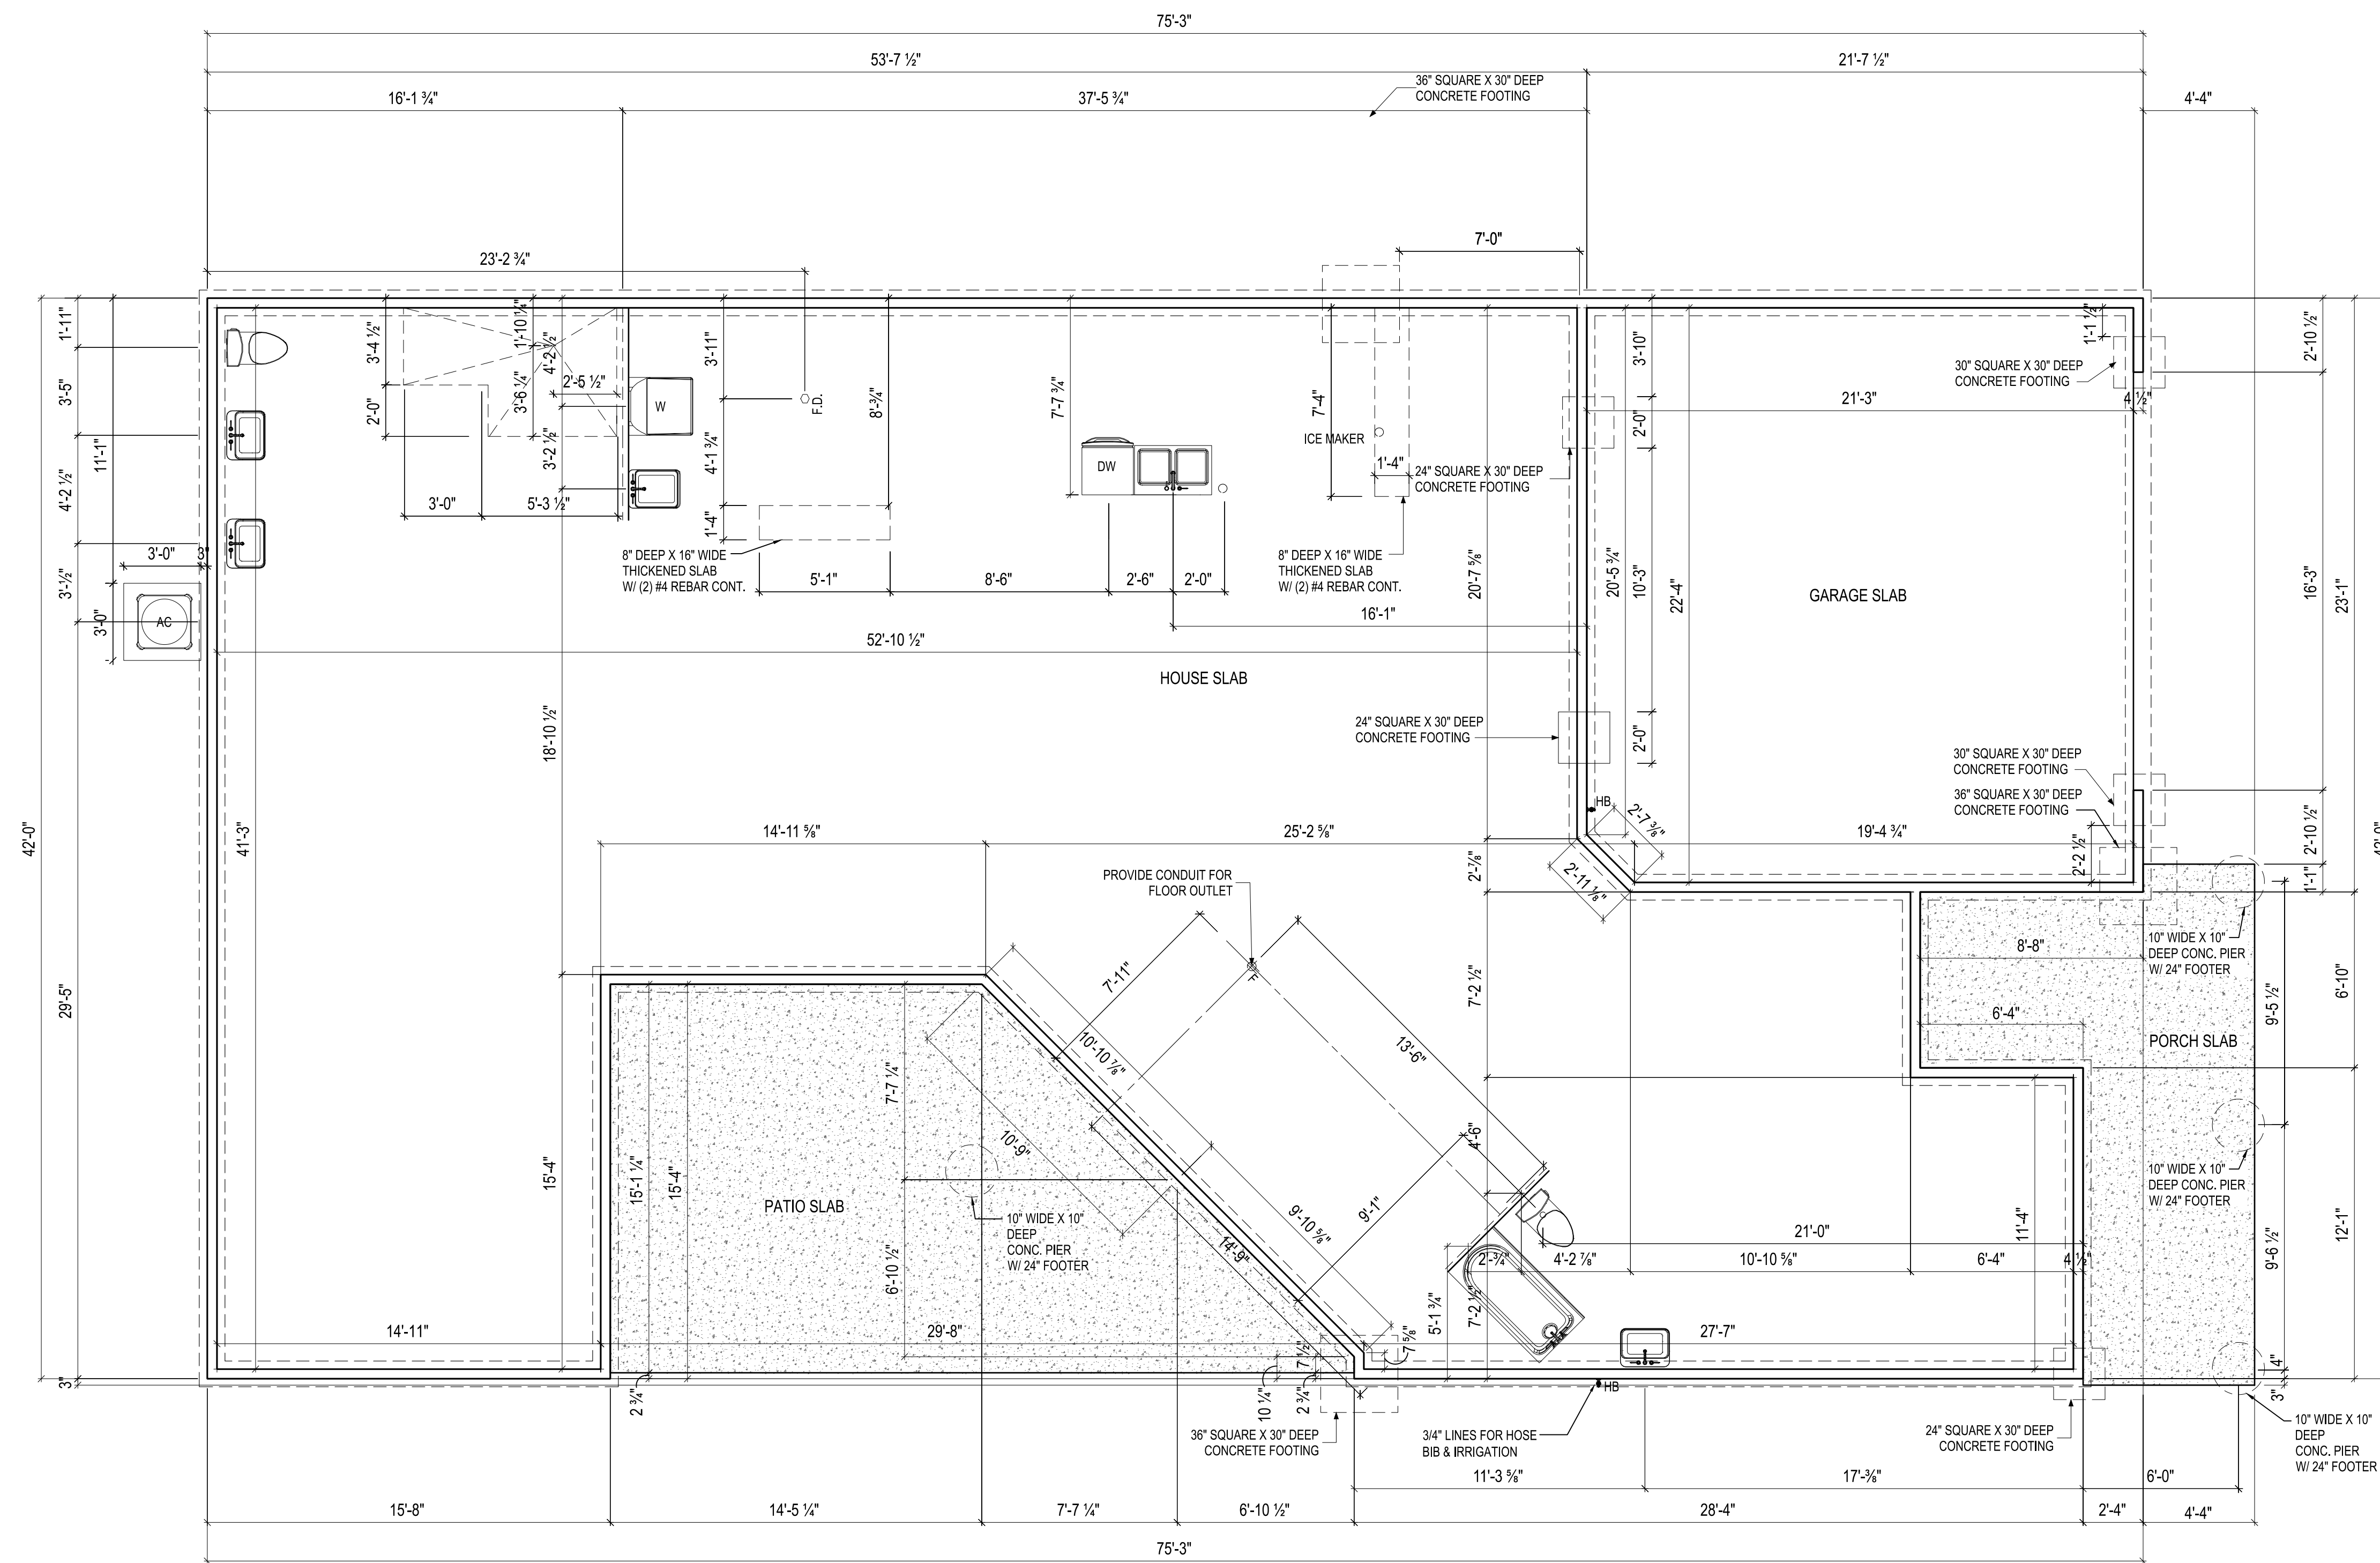 75'-3"
53'-7 ½"
21'-7 ½"
36" SQUARE X 30" DEEP
CONCRETE FOOTING
16'-1 ¾"
37'-5 ¾"
4'-4"
7'-0"
23'-2 ¾"
1'-11"
3'-5"
4'-2 ½"
3'-½"
11'-1"
3'-0"
3"
3'-0"
AC
42'-0"
29'-5"
3"
41'-3"
3'-4 ½"
2'-0"
1'-10 ¼"
3'-6 ¼"
4'-2 ½"
2'-5 ½"
3'-2 ½"
3'-0"
5'-3 ½"
18'-10 ½"
W
3'-11"
4'-1 ¾"
1'-4"
F.D.
8'-¾"
8" DEEP X 16" WIDE
THICKENED SLAB
W/ (2) #4 REBAR CONT.
5'-1"
8'-6"
2'-6"
2'-0"
7'-7 ¾"
DW
7'-4"
ICE MAKER
1'-4"
24" SQUARE X 30" DEEP
CONCRETE FOOTING
8" DEEP X 16" WIDE
THICKENED SLAB
W/ (2) #4 REBAR CONT.
16'-1"
52'-10 ½"
HOUSE SLAB
20'-7 ⅝"
20'-5 ¾"
3'-10"
2'-0"
10'-3"
2'-0"
22'-4"
GARAGE SLAB
21'-3"
4 ½"
1'-1 ½"
30" SQUARE X 30" DEEP
CONCRETE FOOTING
2'-10 ½"
16'-3"
23'-1"
24" SQUARE X 30" DEEP
CONCRETE FOOTING
30" SQUARE X 30" DEEP
CONCRETE FOOTING
36" SQUARE X 30" DEEP
CONCRETE FOOTING
HB
2'-7 ⅜"
19'-4 ¾"
2'-2 ½"
2'-10 ½"
1'-1"
42'-0"
14'-11 ⅝"
25'-2 ⅝"
2'-⅞"
2'-11 ⅛"
PROVIDE CONDUIT FOR
FLOOR OUTLET
F
7'-11"
10'-10 ⅞"
13'-6"
7'-2 ½"
8'-8"
10" WIDE X 10"
DEEP CONC. PIER
W/ 24" FOOTER
6'-4"
PORCH SLAB
9'-5 ½"
6'-10"
7'-7 ¼"
10'-9"
4'-6"
15'-4"
15'-1 ¼"
15'-4"
PATIO SLAB
10" WIDE X 10"
DEEP
CONC. PIER
W/ 24" FOOTER
6'-10 ½"
14'-9"
9'-10 ⅝"
9'-1"
2'-¾"
4'-2 ⅞"
21'-0"
10'-10 ⅝"
6'-4"
4 ½"
11'-4"
10" WIDE X 10"
DEEP CONC. PIER
W/ 24" FOOTER
12'-1"
9'-6 ½"
14'-11"
29'-8"
5'-1 ¾"
7'-2 ½"
7 ⅝"
27'-7"
4"
3"
2 ¾"
10 ¼"
7 ½"
2 ¾"
HB
36" SQUARE X 30" DEEP
CONCRETE FOOTING
3/4" LINES FOR HOSE
BIB & IRRIGATION
24" SQUARE X 30" DEEP
CONCRETE FOOTING
10" WIDE X 10"
DEEP
CONC. PIER
W/ 24" FOOTER
11'-3 ⅝"
17'-⅜"
6'-0"
15'-8"
14'-5 ¼"
7'-7 ¼"
6'-10 ½"
28'-4"
2'-4"
4'-4"
75'-3"